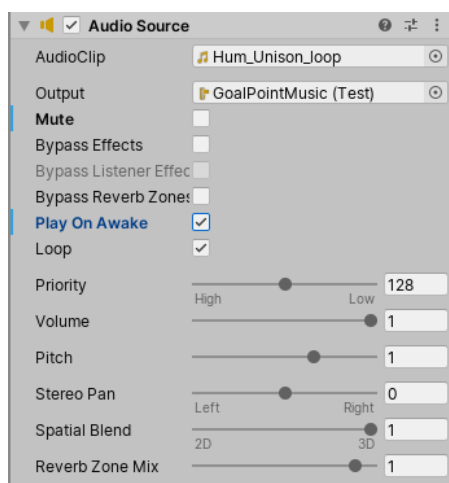 Audio Source
AudioClip Hum_Unison_loop
Output GoalPointMusic (Test)
Mute
Bypass Effects
Bypass Listener Effec
Bypass Reverb Zones
Play On Awake
Loop
Priority 128
High Low
Volume 1
Pitch 1
Stereo Pan 0
Left Right
Spatial Blend 1
2D 3D
Reverb Zone Mix 1